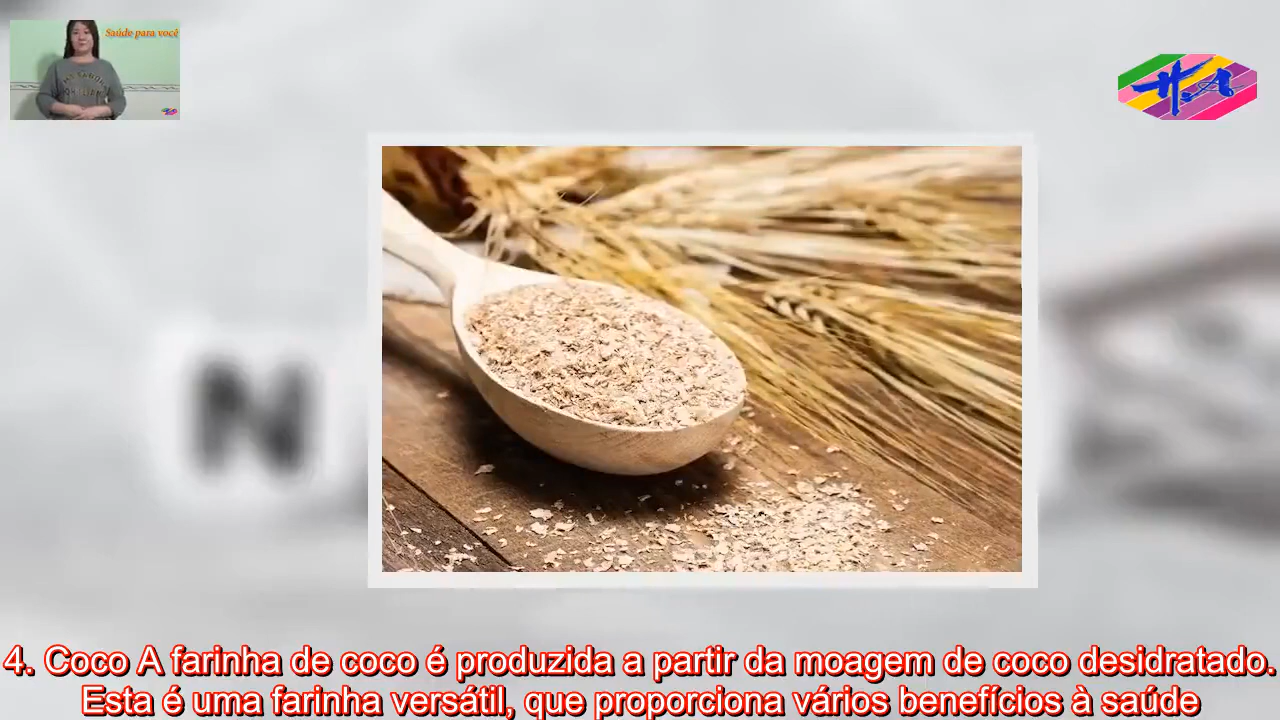 Saúde para você
H.A
N
4. Coco A farinha de coco é produzida a partir da moagem de coco desidratado.
Esta é uma farinha versátil, que proporciona vários benefícios à saúde